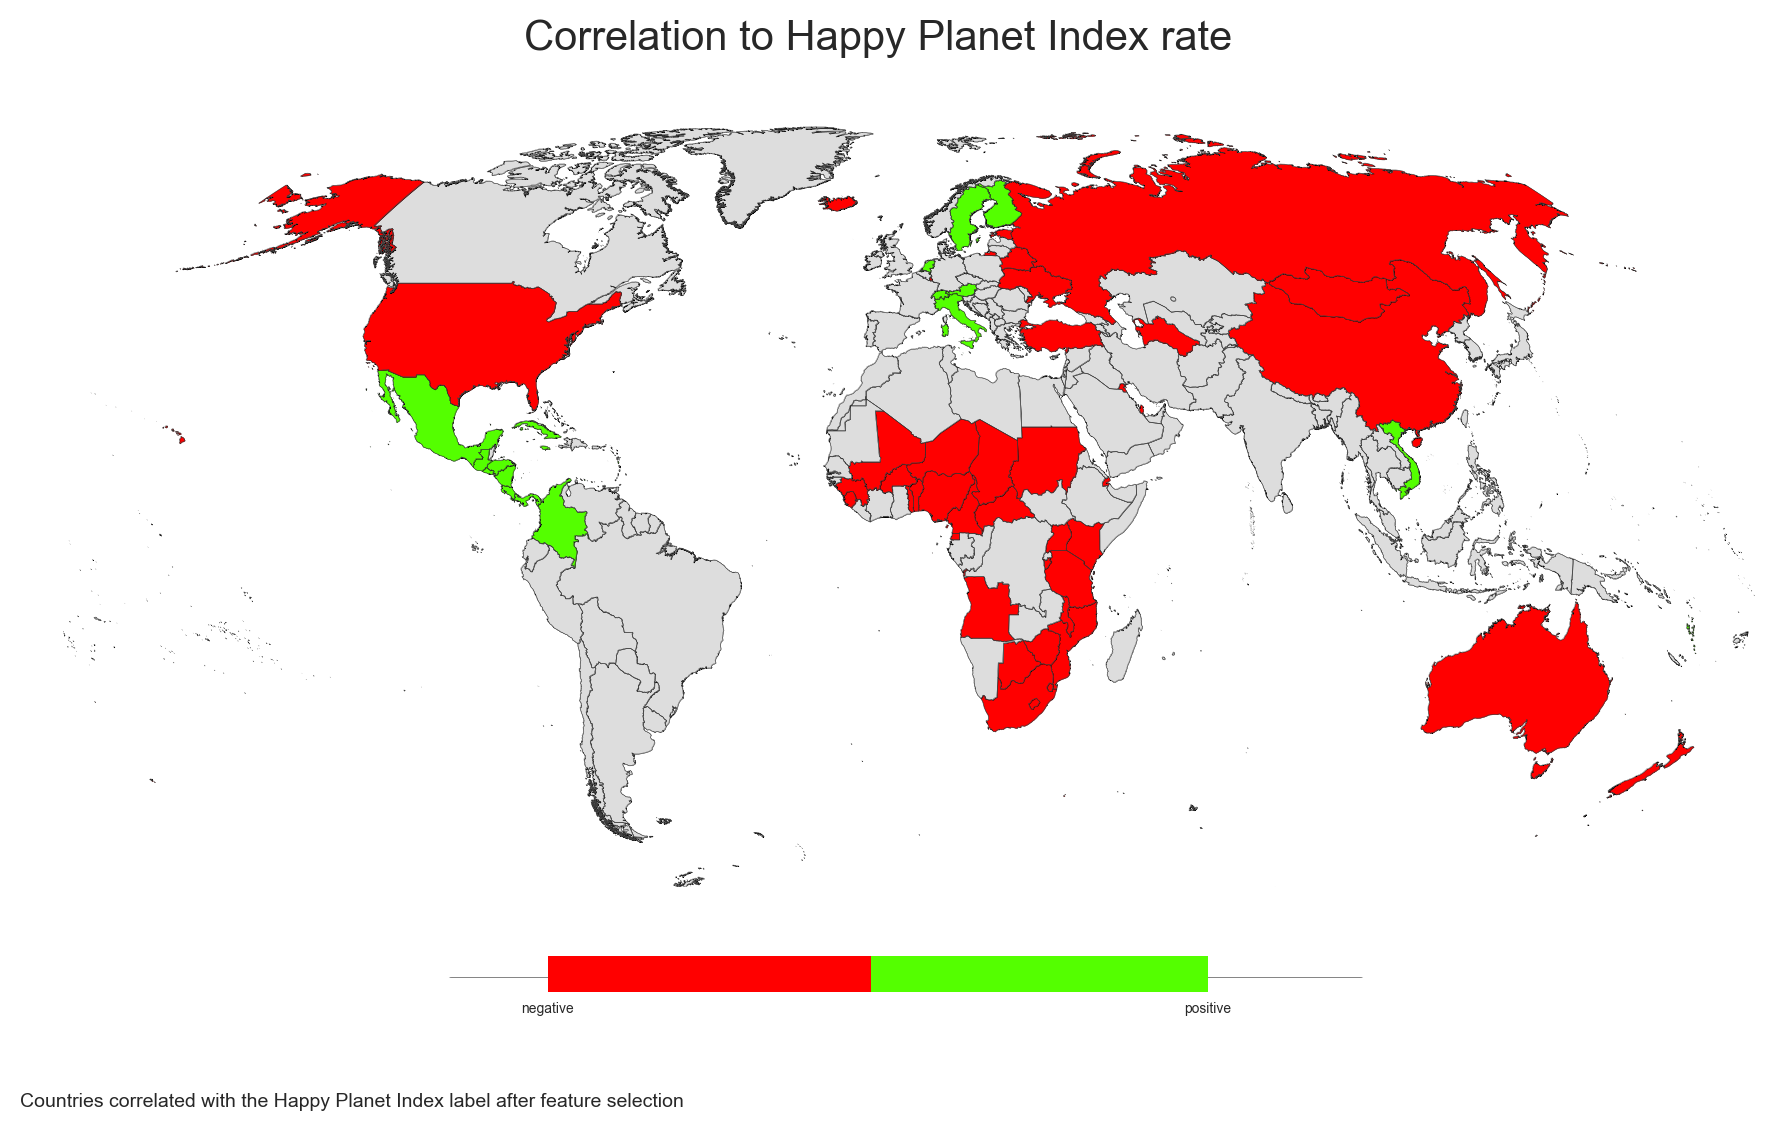 Correlation to Happy Planet Index rate
negative
positive
Countries correlated with the Happy Planet Index label after feature selection